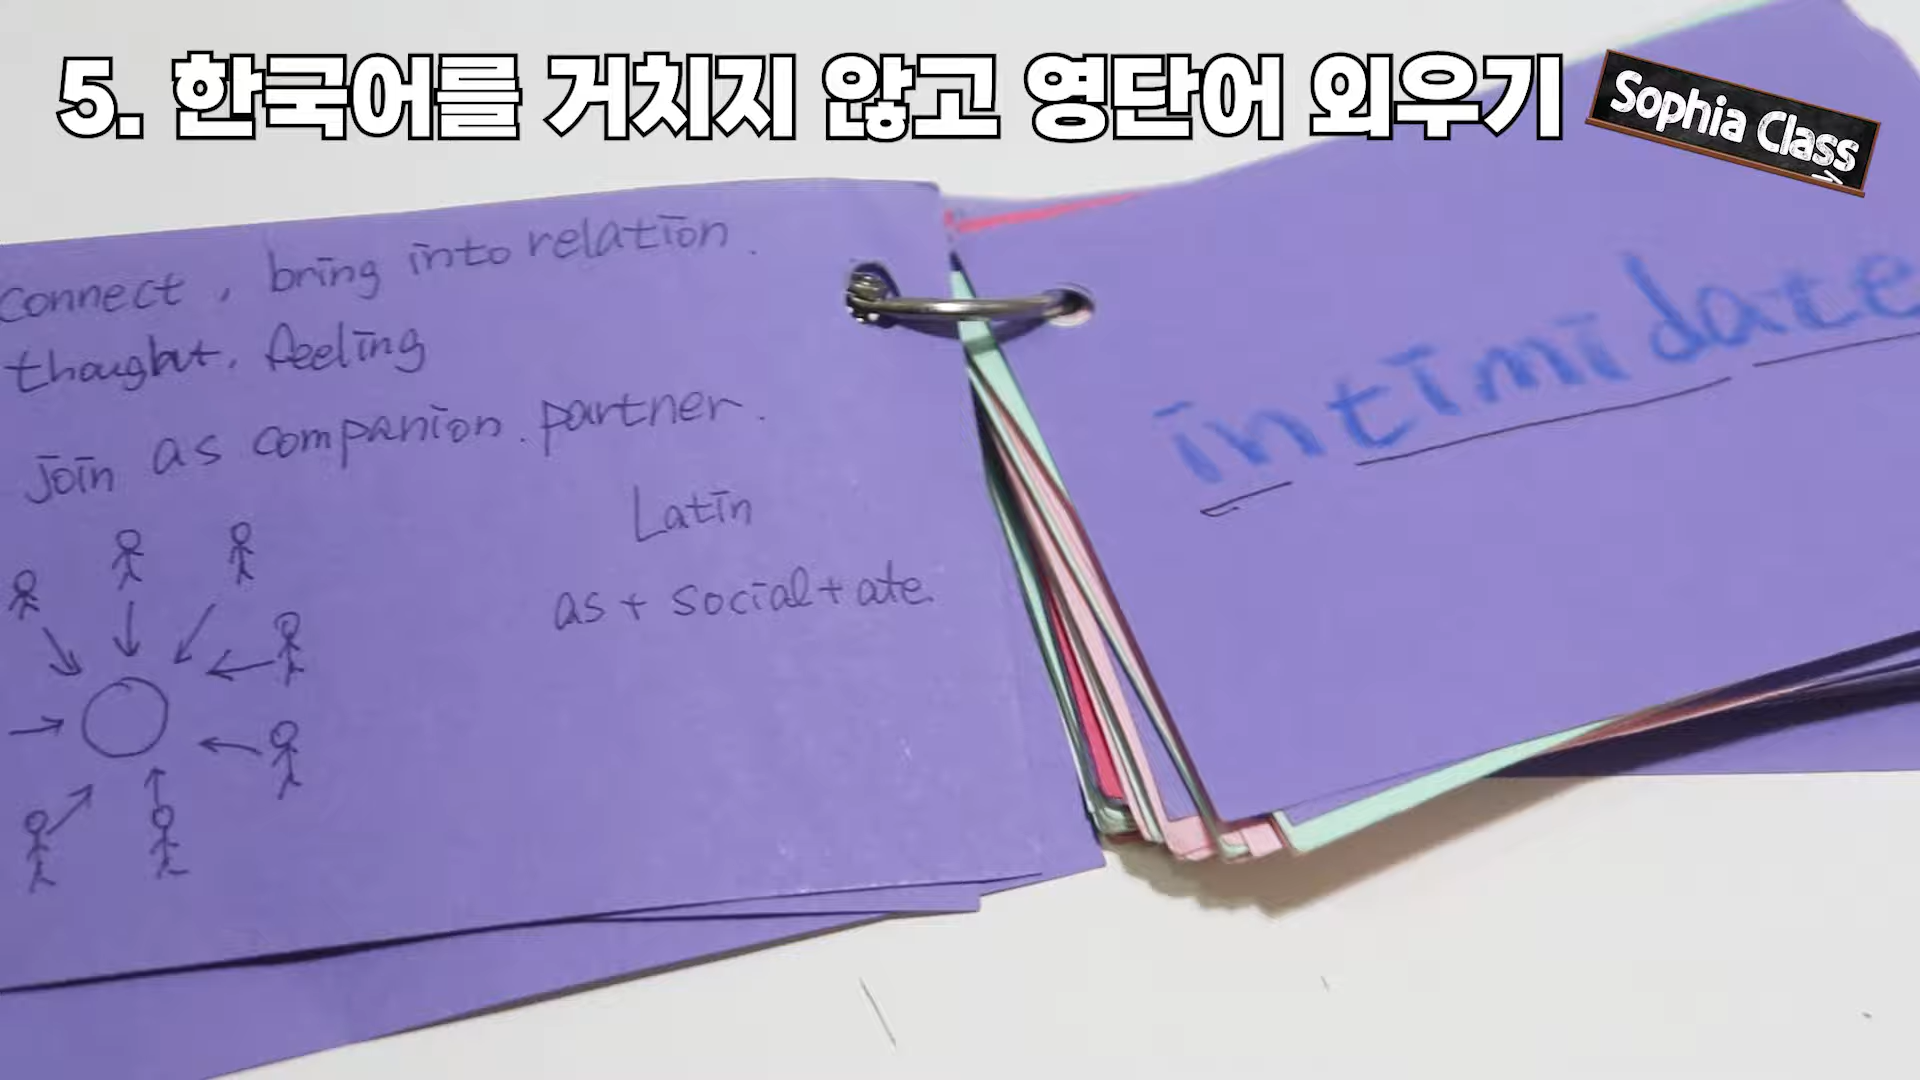 5. 한국어를 거치지 않고 영단어 외우기
Sophia Class
connect, bring into relation.
thought, feeling
join as companion. partner.
Latin
as + social + ate.
intimidate